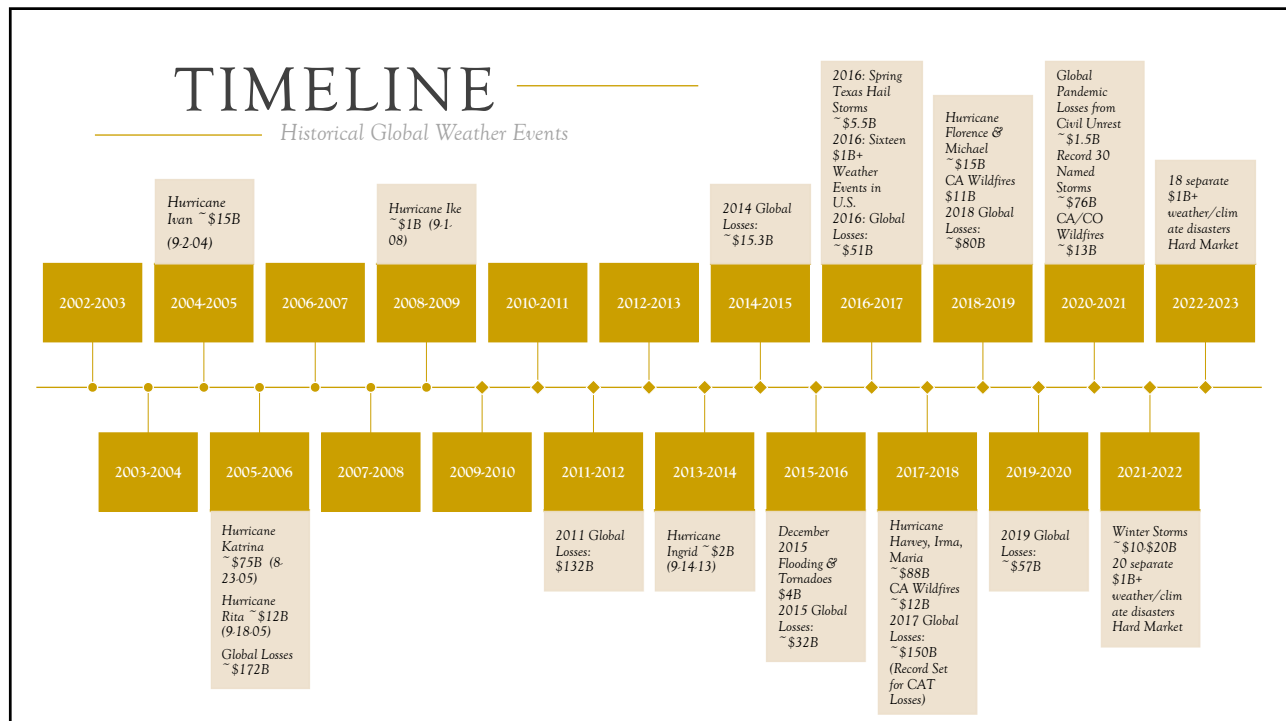 TIMELINE
Historical Global Weather Events
Hurricane
Ivan ~$15B
(9-2-04)
Hurricane Ike
~$1B (9-1-
08)
2014 Global
Losses:
~$15.3B
2016: Spring
Texas Hail
Storms
~$5.5B
2016: Sixteen
$1B+
Weather
Events in
U.S.
2016: Global
Losses:
~$51B
Hurricane
Florence &
Michael
~$15B
CA Wildfires
$11B
2018 Global
Losses:
~$80B
Global
Pandemic
Losses from
Civil Unrest
~$1.5B
Record 30
Named
Storms
~$76B
CA/CO
Wildfires
~$13B
18 separate
$1B+
weather/clim
ate disasters
Hard Market
2002-2003
2004-2005
2006-2007
2008-2009
2010-2011
2012-2013
2014-2015
2016-2017
2018-2019
2020-2021
2022-2023
2003-2004
2005-2006
2007-2008
2009-2010
2011-2012
2013-2014
2015-2016
2017-2018
2019-2020
2021-2022
Hurricane
Katrina
~$75B (8-
23-05)
Hurricane
Rita ~$12B
(9-18-05)
Global Losses
~$172B
2011 Global
Losses:
$132B
Hurricane
Ingrid ~$2B
(9-14-13)
December
2015
Flooding &
Tornadoes
$4B
2015 Global
Losses:
~$32B
Hurricane
Harvey, Irma,
Maria
~$88B
CA Wildfires
~$12B
2017 Global
Losses:
~$150B
(Record Set
for CAT
Losses)
2019 Global
Losses:
~$57B
Winter Storms
~$10-$20B
20 separate
$1B+
weather/clim
ate disasters
Hard Market